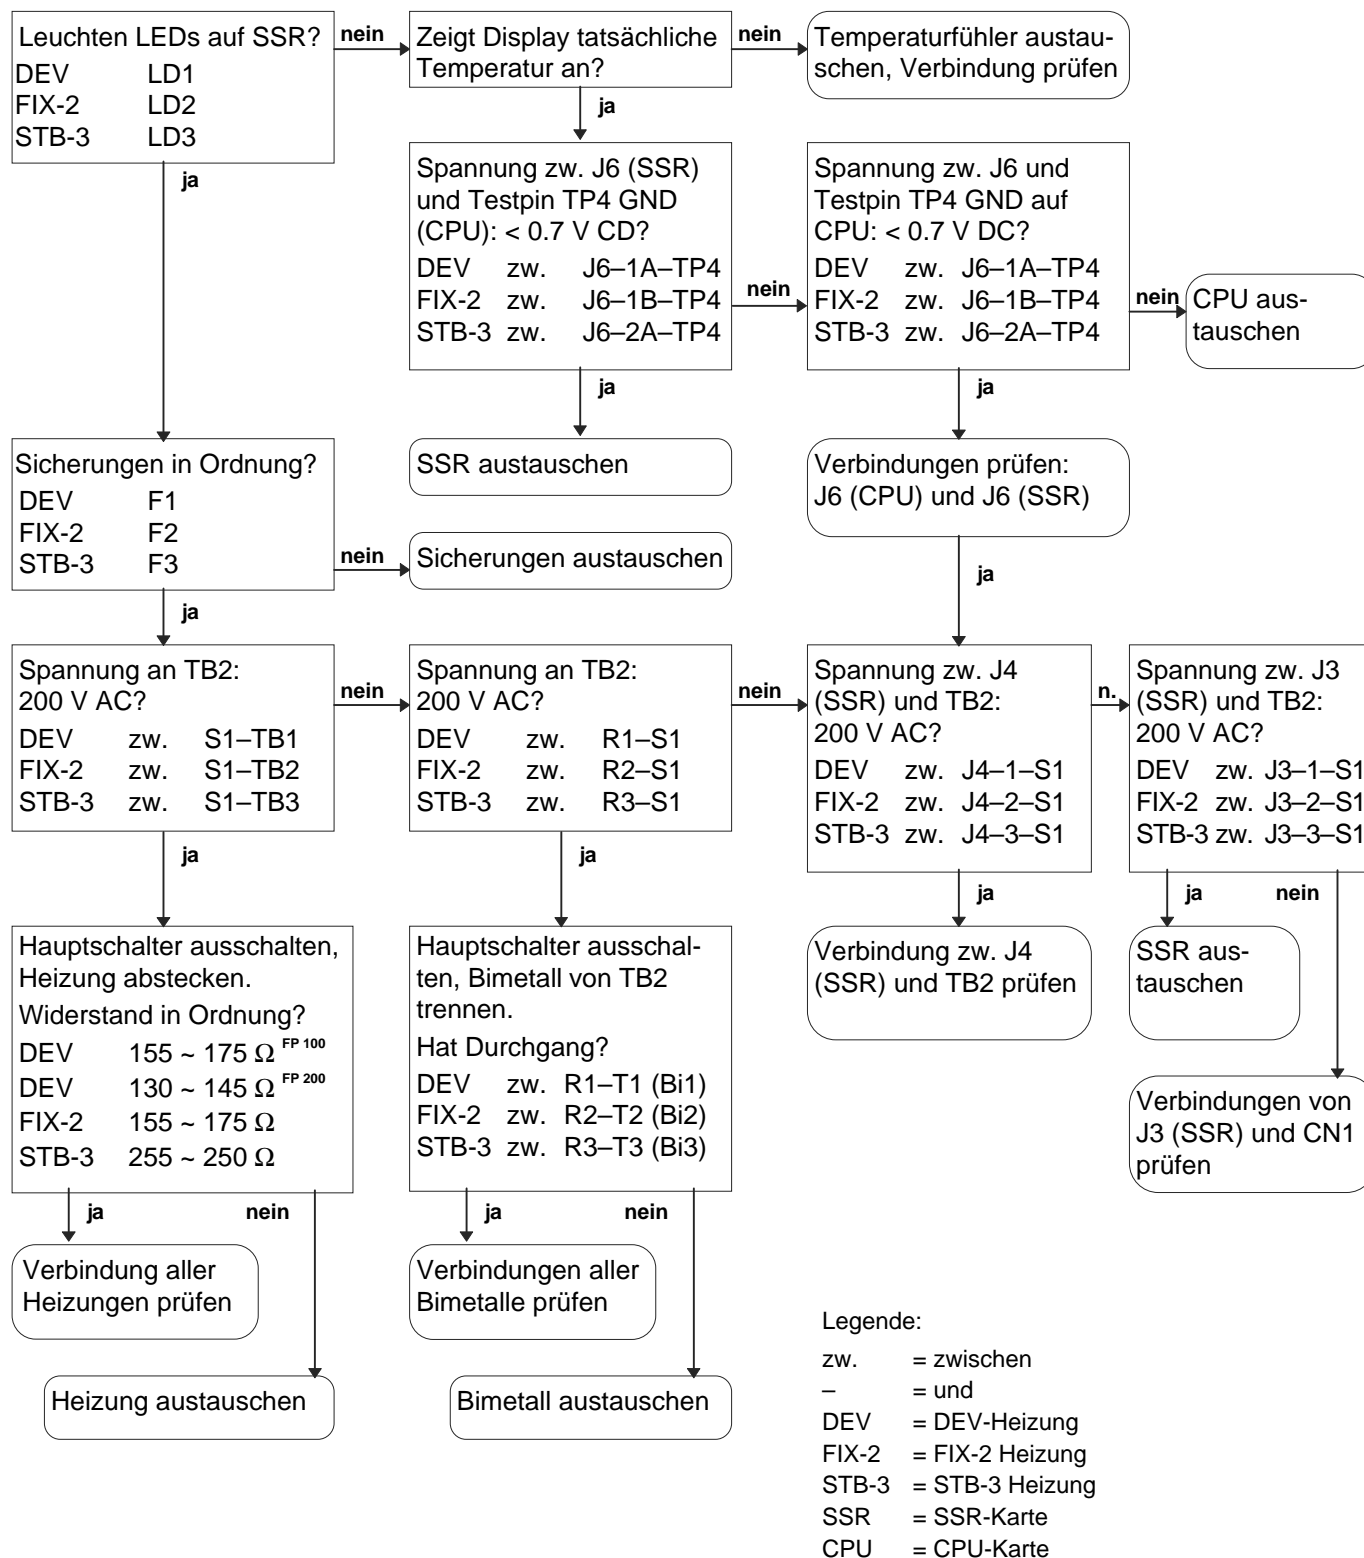 Leuchten LEDs auf SSR?
DEV LD1
FIX-2 LD2
STB-3 LD3
nein
ja
Zeigt Display tatsächliche
Temperatur an?
nein
ja
Temperaturfühler austau-
schen, Verbindung prüfen
Spannung zw. J6 (SSR)
und Testpin TP4 GND
(CPU): < 0.7 V CD?
DEV zw. J6–1A–TP4
FIX-2 zw. J6–1B–TP4
STB-3 zw. J6–2A–TP4
nein
ja
Spannung zw. J6 und
Testpin TP4 GND auf
CPU: < 0.7 V DC?
DEV zw. J6–1A–TP4
FIX-2 zw. J6–1B–TP4
STB-3 zw. J6–2A–TP4
nein
ja
CPU aus-
tauschen
Sicherungen in Ordnung?
DEV F1
FIX-2 F2
STB-3 F3
nein
ja
SSR austauschen
Sicherungen austauschen
Verbindungen prüfen:
J6 (CPU) und J6 (SSR)
ja
Spannung an TB2:
200 V AC?
DEV zw. S1–TB1
FIX-2 zw. S1–TB2
STB-3 zw. S1–TB3
nein
ja
Spannung an TB2:
200 V AC?
DEV zw. R1–S1
FIX-2 zw. R2–S1
STB-3 zw. R3–S1
nein
ja
Spannung zw. J4
(SSR) und TB2:
200 V AC?
DEV zw. J4–1–S1
FIX-2 zw. J4–2–S1
STB-3 zw. J4–3–S1
n.
ja
Spannung zw. J3
(SSR) und TB2:
200 V AC?
DEV zw. J3–1–S1
FIX-2 zw. J3–2–S1
STB-3 zw. J3–3–S1
ja nein
Hauptschalter ausschalten,
Heizung abstecken.
Widerstand in Ordnung?
DEV 155 ~ 175 Ω FP 100
DEV 130 ~ 145 Ω FP 200
FIX-2 155 ~ 175 Ω
STB-3 255 ~ 250 Ω
ja nein
Hauptschalter ausschal-
ten, Bimetall von TB2
trennen.
Hat Durchgang?
DEV zw. R1–T1 (Bi1)
FIX-2 zw. R2–T2 (Bi2)
STB-3 zw. R3–T3 (Bi3)
ja nein
Verbindung zw. J4
(SSR) und TB2 prüfen
SSR aus-
tauschen
Verbindungen von
J3 (SSR) und CN1
prüfen
Verbindung aller
Heizungen prüfen
Heizung austauschen
Verbindungen aller
Bimetalle prüfen
Bimetall austauschen
Legende:
zw. = zwischen
– = und
DEV = DEV-Heizung
FIX-2 = FIX-2 Heizung
STB-3 = STB-3 Heizung
SSR = SSR-Karte
CPU = CPU-Karte